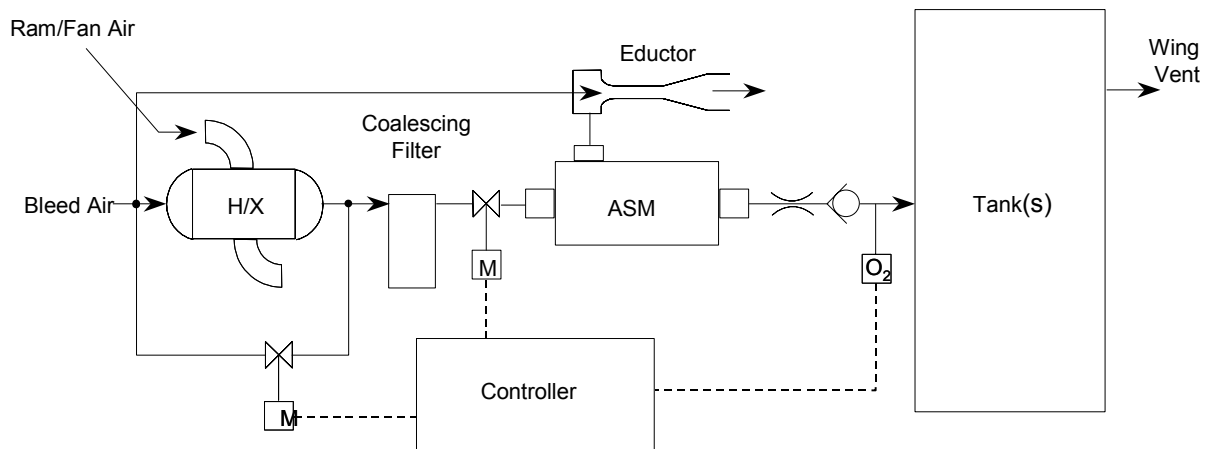 Ram/Fan Air
Eductor
Wing
Vent
Coalescing
Filter
Bleed Air
H/X
ASM
Tank(s)
M
O₂
Controller
M